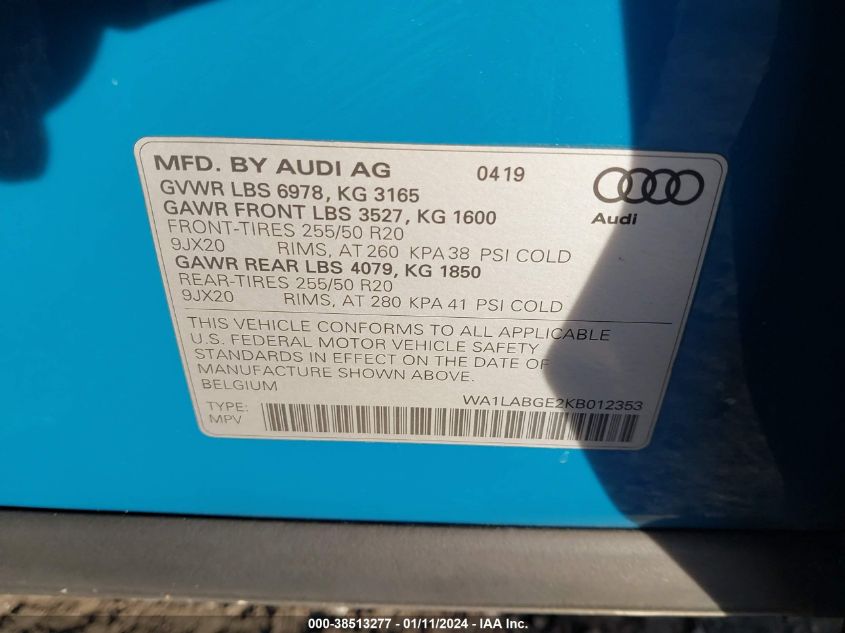 MFD. BY AUDI AG 0419
GVWR LBS 6978, KG 3165
GAWR FRONT LBS 3527, KG 1600
Audi
FRONT-TIRES 255/50 R20
9JX20 RIMS, AT 260 KPA 38 PSI COLD
GAWR REAR LBS 4079, KG 1850
REAR-TIRES 255/50 R20
9JX20 RIMS, AT 280 KPA 41 PSI COLD
THIS VEHICLE CONFORMS TO ALL APPLICABLE
U.S. FEDERAL MOTOR VEHICLE SAFETY
STANDARDS IN EFFECT ON THE DATE OF
MANUFACTURE SHOWN ABOVE.
BELGIUM
WA1LABGE2KB012353
TYPE:
MPV
000-38513277 - 01/11/2024 - IAA Inc.